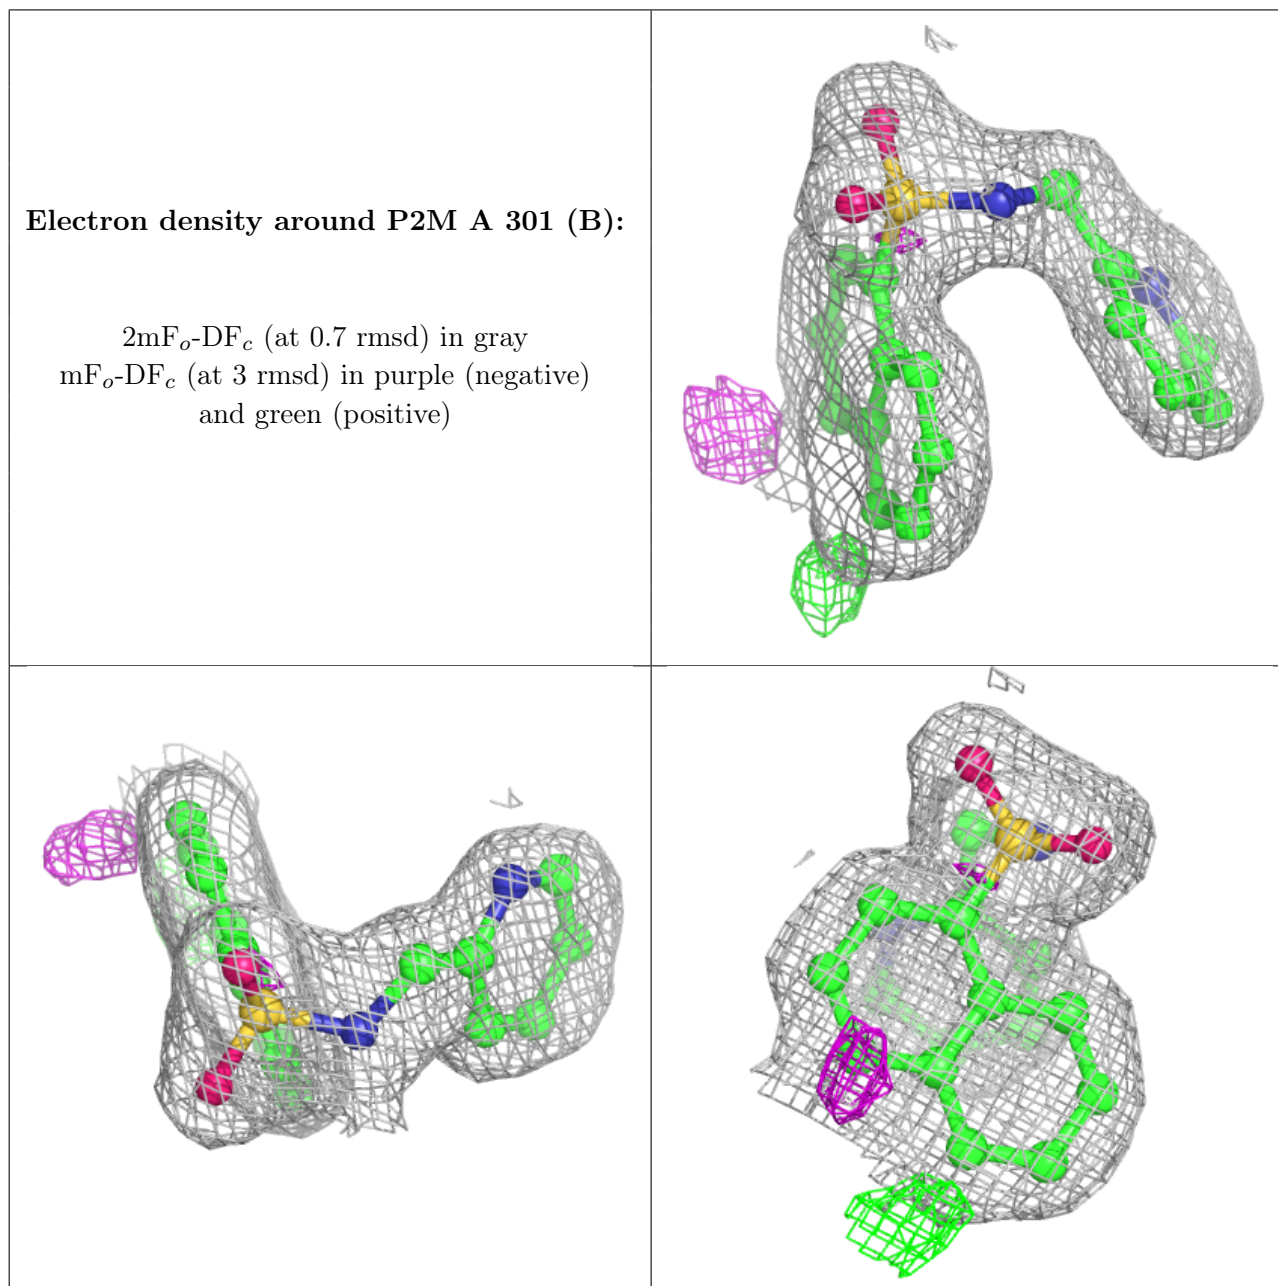 Electron density around P2M A 301 (B):
2mFₒ-DF𝑐 (at 0.7 rmsd) in gray
mFₒ-DF𝑐 (at 3 rmsd) in purple (negative)
and green (positive)